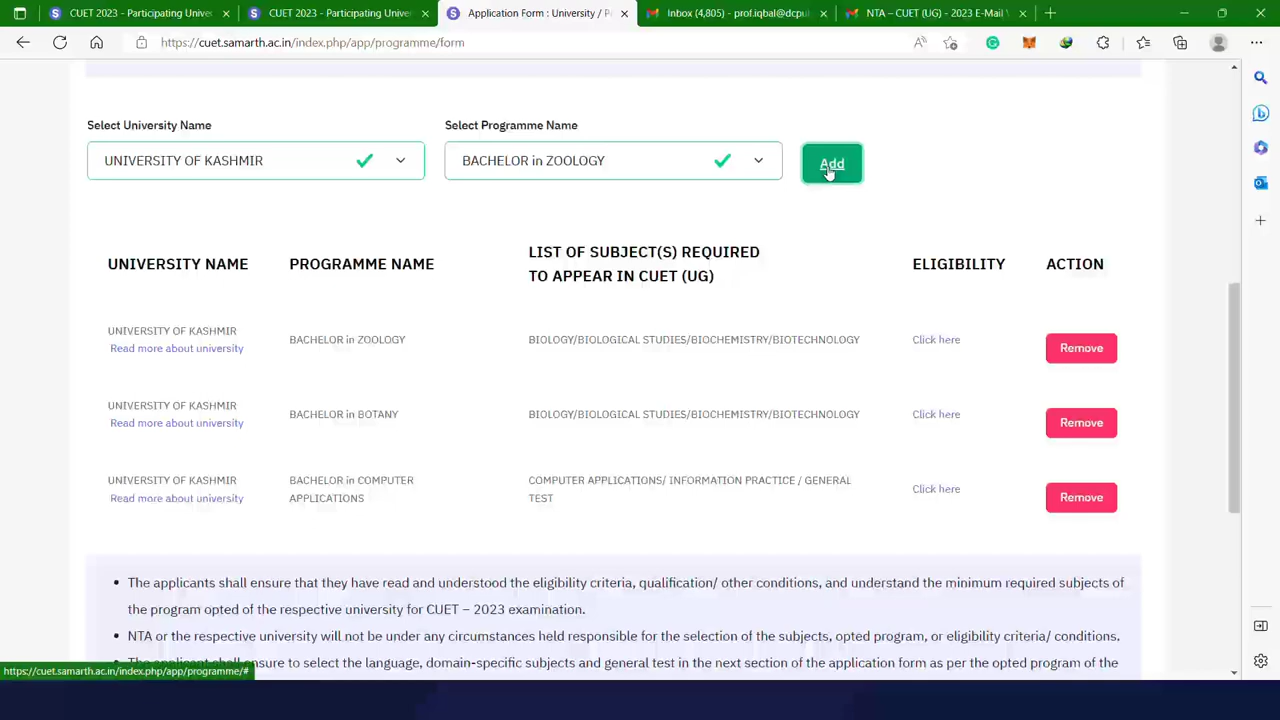 CUET 2023 - Participating Univer
CUET 2023 - Participating Univer
Application Form : University / P
Inbox (4,805) - prof.iqbal@dcpul
NTA – CUET (UG) - 2023 E-Mail V
https://cuet.samarth.ac.in/index.php/app/programme/form
Select University Name
Select Programme Name
UNIVERSITY OF KASHMIR
BACHELOR in ZOOLOGY
Add
UNIVERSITY NAME
PROGRAMME NAME
LIST OF SUBJECT(S) REQUIRED
TO APPEAR IN CUET (UG)
ELIGIBILITY
ACTION
UNIVERSITY OF KASHMIR
Read more about university
BACHELOR in ZOOLOGY
BIOLOGY/BIOLOGICAL STUDIES/BIOCHEMISTRY/BIOTECHNOLOGY
Click here
Remove
UNIVERSITY OF KASHMIR
Read more about university
BACHELOR in BOTANY
BIOLOGY/BIOLOGICAL STUDIES/BIOCHEMISTRY/BIOTECHNOLOGY
Click here
Remove
UNIVERSITY OF KASHMIR
Read more about university
BACHELOR in COMPUTER
APPLICATIONS
COMPUTER APPLICATIONS/ INFORMATION PRACTICE / GENERAL
TEST
Click here
Remove
• The applicants shall ensure that they have read and understood the eligibility criteria, qualification/ other conditions, and understand the minimum required subjects of
the program opted of the respective university for CUET – 2023 examination.
• NTA or the respective university will not be under any circumstances held responsible for the selection of the subjects, opted program, or eligibility criteria/ conditions.
• The applicant shall ensure to select the language, domain-specific subjects and general test in the next section of the application form as per the opted program of the
https://cuet.samarth.ac.in/index.php/app/programme/#